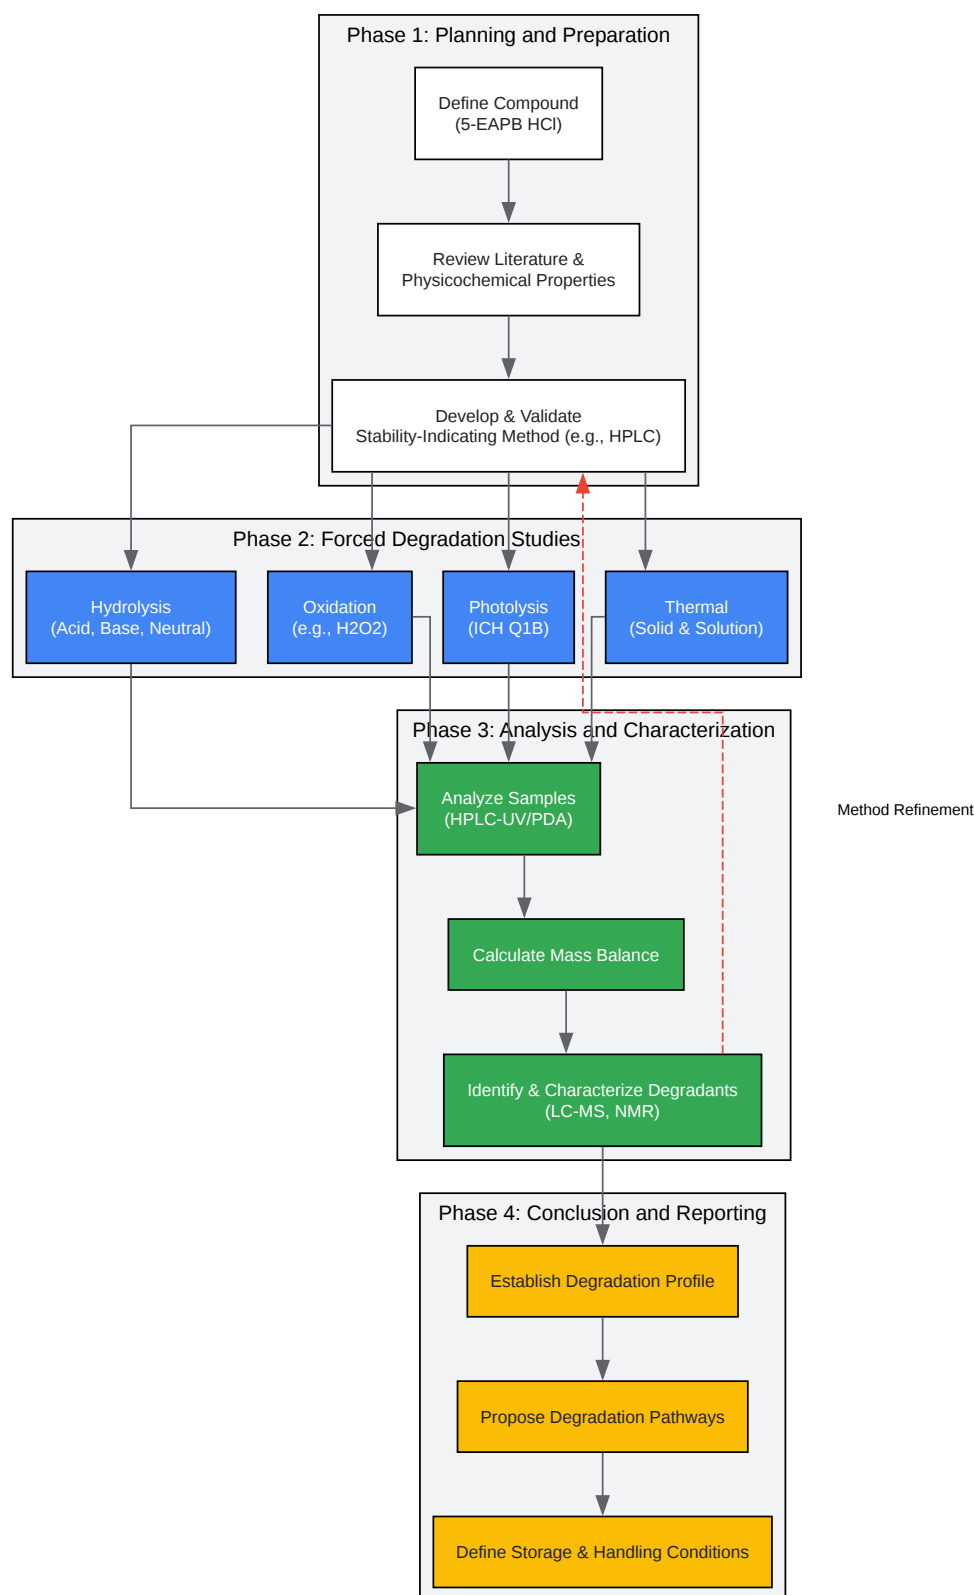 Phase 1: Planning and Preparation
Define Compound
(5-EAPB HCl)
Review Literature &
Physicochemical Properties
Develop & Validate
Stability-Indicating Method (e.g., HPLC)
Phase 2: Forced Degradation Studies
Hydrolysis
(Acid, Base, Neutral)
Oxidation
(e.g., H2O2)
Photolysis
(ICH Q1B)
Thermal
(Solid & Solution)
Phase 3: Analysis and Characterization
Analyze Samples
(HPLC-UV/PDA)
Method Refinement
Calculate Mass Balance
Identify & Characterize Degradants
(LC-MS, NMR)
Phase 4: Conclusion and Reporting
Establish Degradation Profile
Propose Degradation Pathways
Define Storage & Handling Conditions